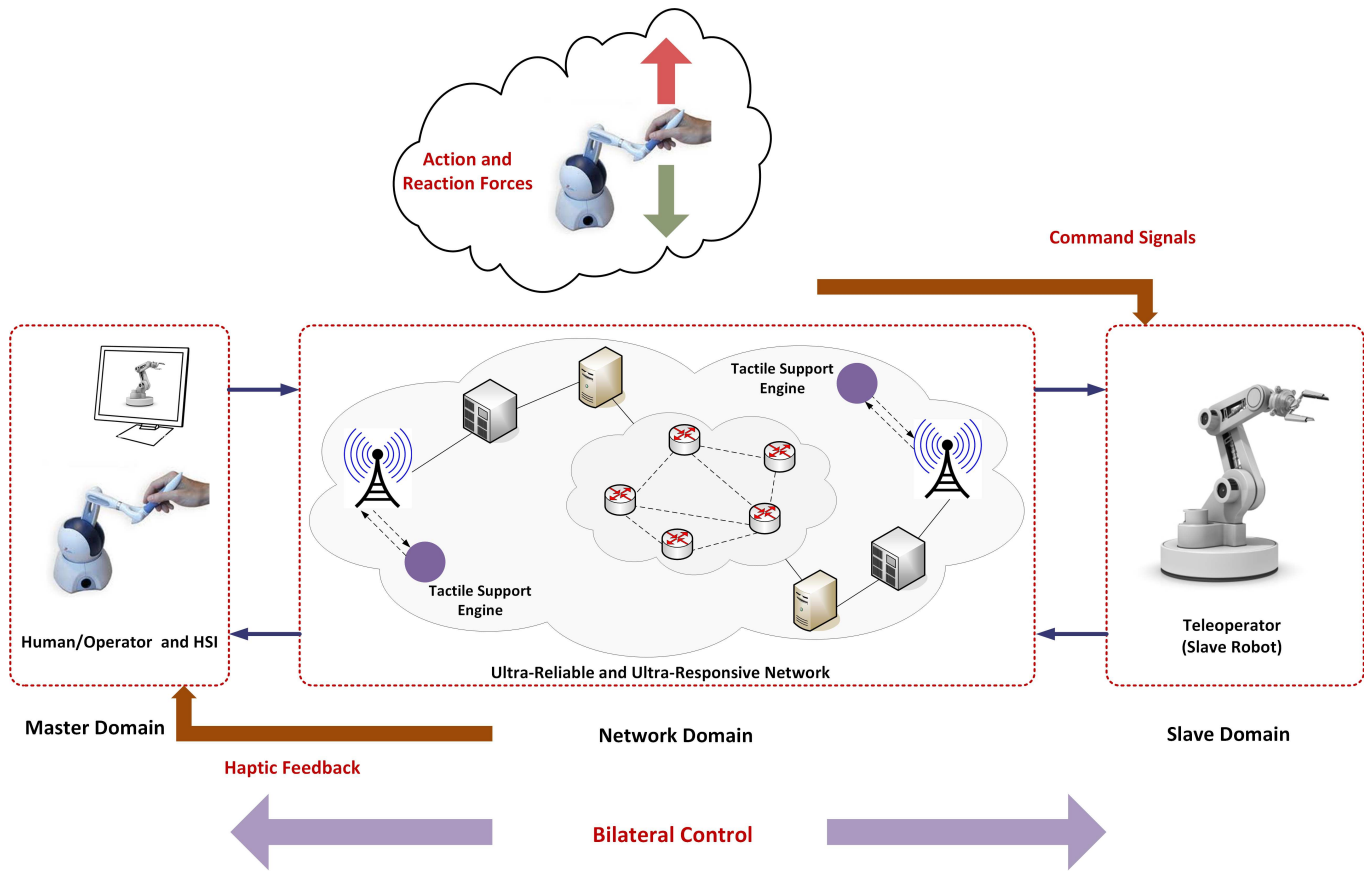 Action and
Reaction Forces
Command Signals
Tactile Support
Engine
Tactile Support
Engine
Human/Operator and HSI
Teleoperator
(Slave Robot)
Ultra-Reliable and Ultra-Responsive Network
Master Domain
Network Domain
Slave Domain
Haptic Feedback
Bilateral Control